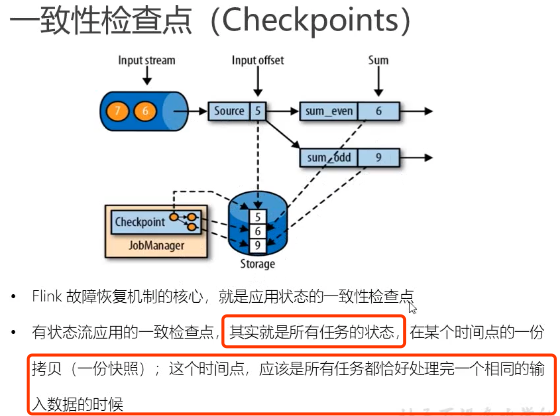 一致性检查点（Checkpoints）
Input stream
Input offset
Sum
7 6
Source 5
sum_even 6
sum_odd 9
Checkpoint
JobManager
5
6
9
Storage
• Flink 故障恢复机制的核心，就是应用状态的一致性检查点
• 有状态流应用的一致检查点，其实就是所有任务的状态，在某个时间点的一份
拷贝（一份快照）；这个时间点，应该是所有任务都恰好处理完一个相同的输
入数据的时候